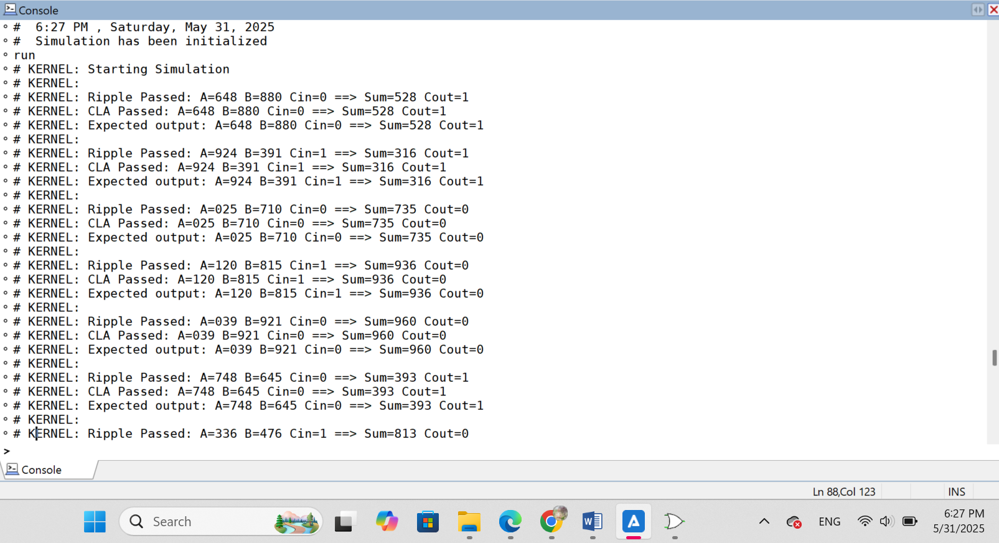 Console
# 6:27 PM , Saturday, May 31, 2025
# Simulation has been initialized
run
# KERNEL: Starting Simulation
# KERNEL:
# KERNEL: Ripple Passed: A=648 B=880 Cin=0 ==> Sum=528 Cout=1
# KERNEL: CLA Passed: A=648 B=880 Cin=0 ==> Sum=528 Cout=1
# KERNEL: Expected output: A=648 B=880 Cin=0 ==> Sum=528 Cout=1
# KERNEL:
# KERNEL: Ripple Passed: A=924 B=391 Cin=1 ==> Sum=316 Cout=1
# KERNEL: CLA Passed: A=924 B=391 Cin=1 ==> Sum=316 Cout=1
# KERNEL: Expected output: A=924 B=391 Cin=1 ==> Sum=316 Cout=1
# KERNEL:
# KERNEL: Ripple Passed: A=025 B=710 Cin=0 ==> Sum=735 Cout=0
# KERNEL: CLA Passed: A=025 B=710 Cin=0 ==> Sum=735 Cout=0
# KERNEL: Expected output: A=025 B=710 Cin=0 ==> Sum=735 Cout=0
# KERNEL:
# KERNEL: Ripple Passed: A=120 B=815 Cin=1 ==> Sum=936 Cout=0
# KERNEL: CLA Passed: A=120 B=815 Cin=1 ==> Sum=936 Cout=0
# KERNEL: Expected output: A=120 B=815 Cin=1 ==> Sum=936 Cout=0
# KERNEL:
# KERNEL: Ripple Passed: A=039 B=921 Cin=0 ==> Sum=960 Cout=0
# KERNEL: CLA Passed: A=039 B=921 Cin=0 ==> Sum=960 Cout=0
# KERNEL: Expected output: A=039 B=921 Cin=0 ==> Sum=960 Cout=0
# KERNEL:
# KERNEL: Ripple Passed: A=748 B=645 Cin=0 ==> Sum=393 Cout=1
# KERNEL: CLA Passed: A=748 B=645 Cin=0 ==> Sum=393 Cout=1
# KERNEL: Expected output: A=748 B=645 Cin=0 ==> Sum=393 Cout=1
# KERNEL:
# KERNEL: Ripple Passed: A=336 B=476 Cin=1 ==> Sum=813 Cout=0
>
Console
Ln 88,Col 123 INS
Search
ENG
6:27 PM
5/31/2025